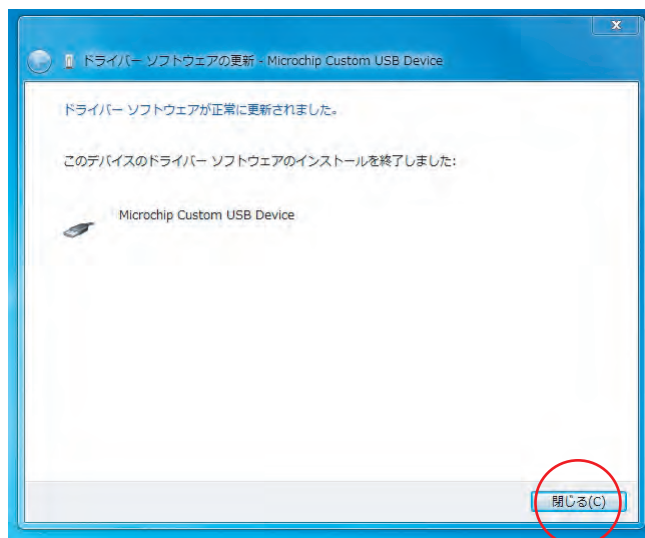 x
ドライバー ソフトウェアの更新 - Microchip Custom USB Device
ドライバー ソフトウェアが正常に更新されました。
このデバイスのドライバー ソフトウェアのインストールを終了しました:
Microchip Custom USB Device
閉じる(C)